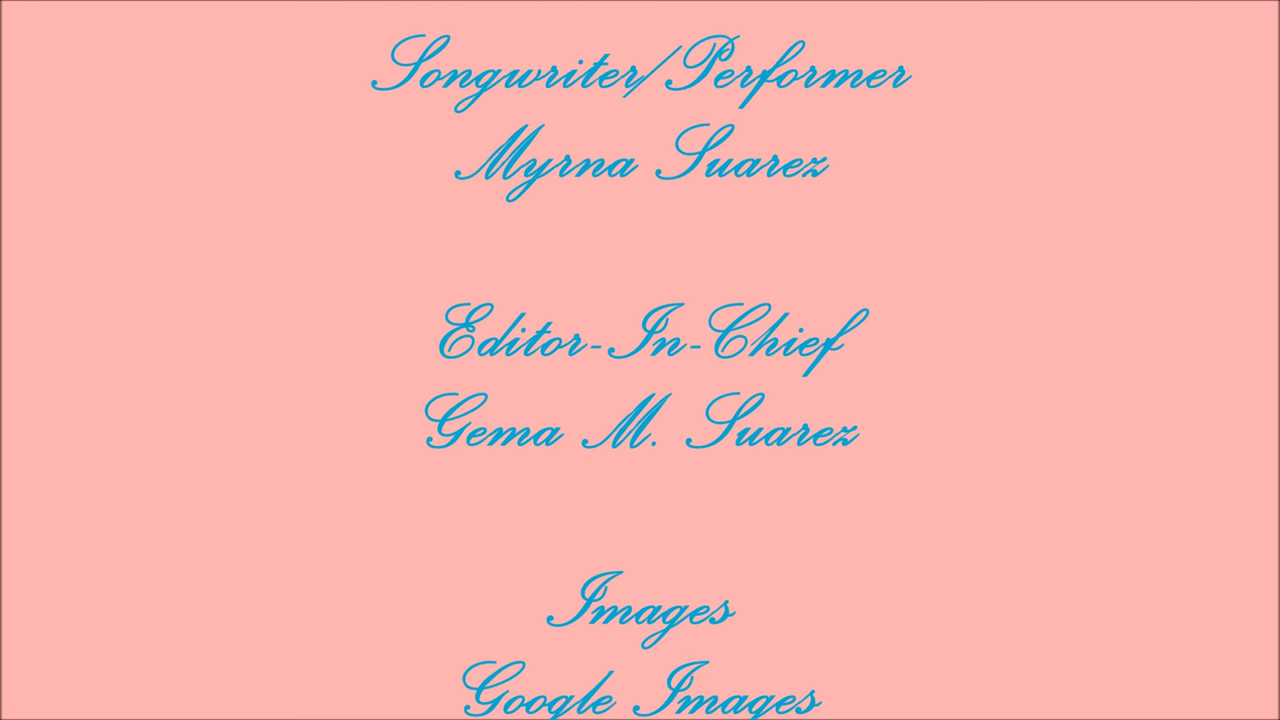 Songwriter/Performer
Myrna Suarez
Editor-In-Chief
Gema M. Suarez
Images
Google Images